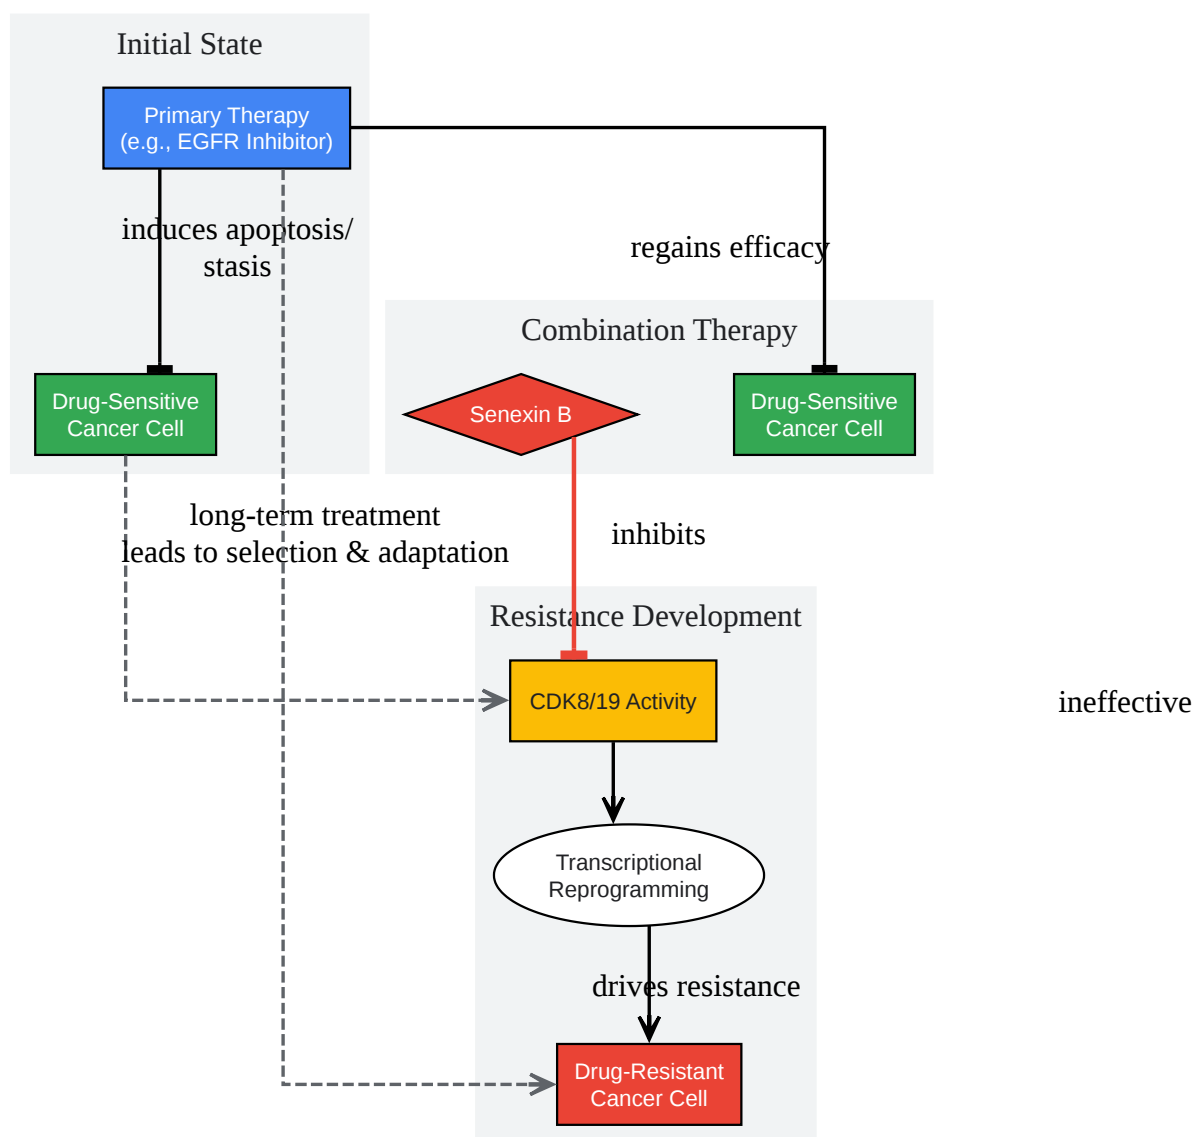 Initial State
Primary Therapy
(e.g., EGFR Inhibitor)
induces apoptosis/
stasis
regains efficacy
Combination Therapy
Drug-Sensitive
Cancer Cell
Senexin B
Drug-Sensitive
Cancer Cell
long-term treatment
leads to selection & adaptation
inhibits
Resistance Development
CDK8/19 Activity
ineffective
Transcriptional
Reprogramming
drives resistance
Drug-Resistant
Cancer Cell